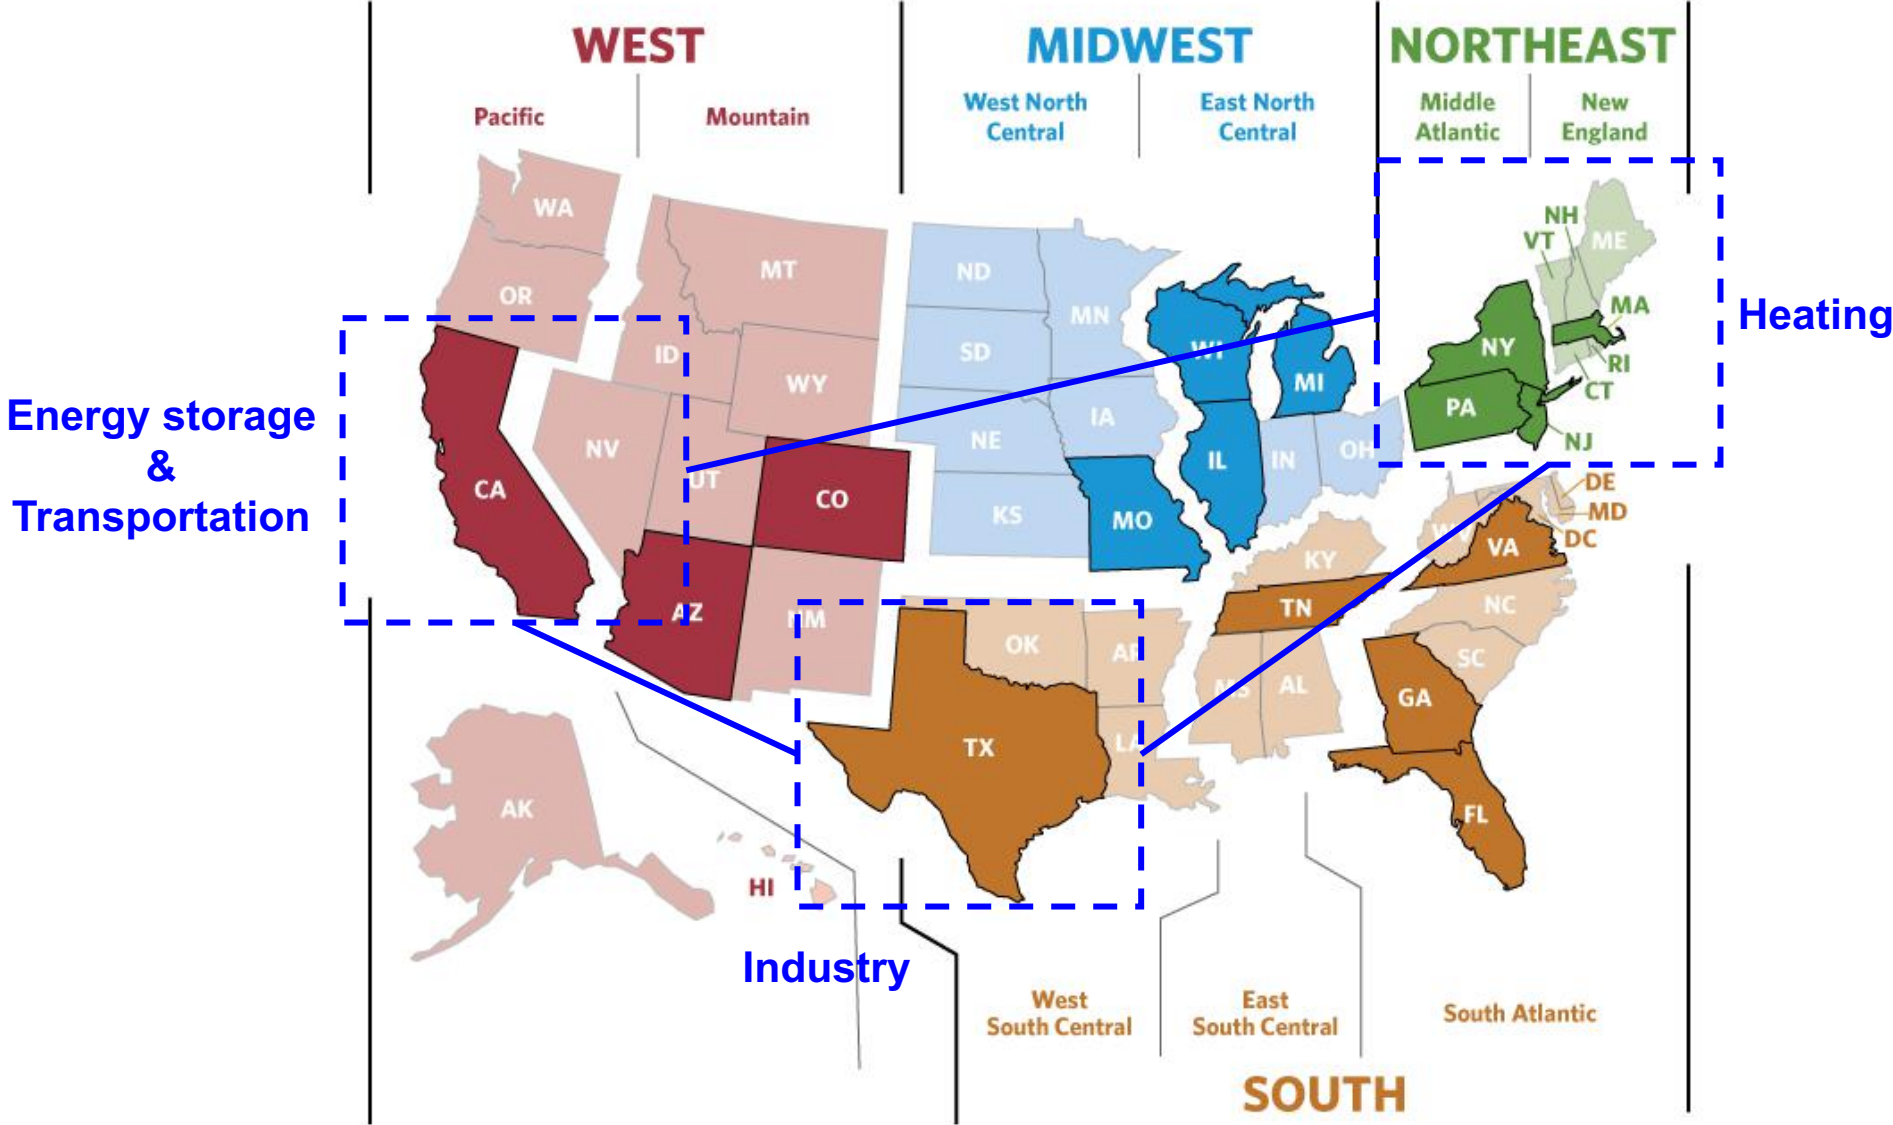 WEST
MIDWEST
NORTHEAST
Pacific
Mountain
West North
Central
East North
Central
Middle
Atlantic
New
England
WA
OR
MT
ID
WY
NV
UT
CO
CA
AZ
NM
AK
HI
ND
SD
NE
KS
MN
IA
MO
WI
MI
IL
IN
OH
NH
VT
ME
MA
NY
RI
CT
PA
NJ
DE
MD
DC
WV
VA
KY
TN
NC
SC
OK
AR
TX
LA
MS
AL
GA
FL
Energy storage
&
Transportation
Heating
Industry
West
South Central
East
South Central
South Atlantic
SOUTH